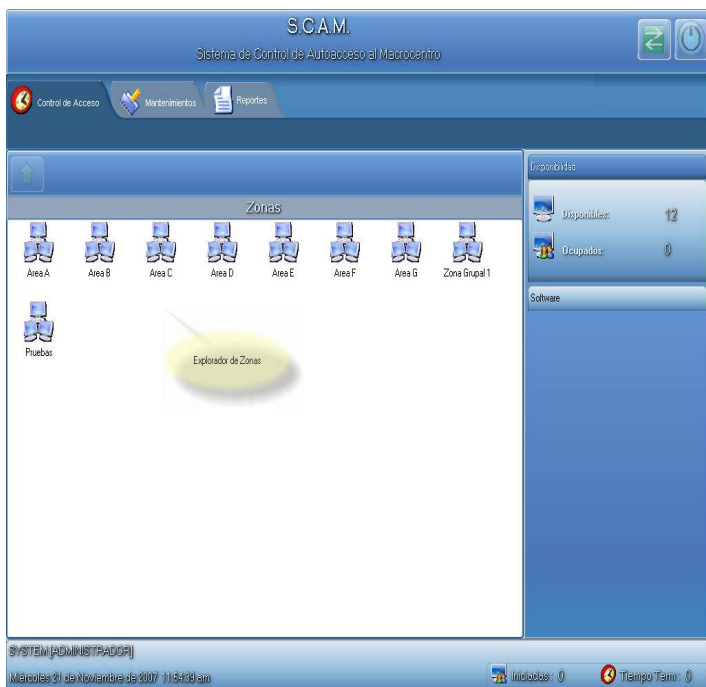 S.C.A.M.
Sistema de Control de Autoacceso al Macrocentro
Control de Acceso Mantenimientos Reportes
Zonas
Area A Area B Area C Area D Area E Area F Area G Zona Grupal 1
Pruebas
Explorador de Zonas
Disponibilidad
Disponibles: 12
Ocupados: 0
Software
SYSTEM [ADMINISTRADOR]
Miércoles 21 de Noviembre de 2007 11:54:39 am
Iniciadas : 0 Tiempo Term : 0